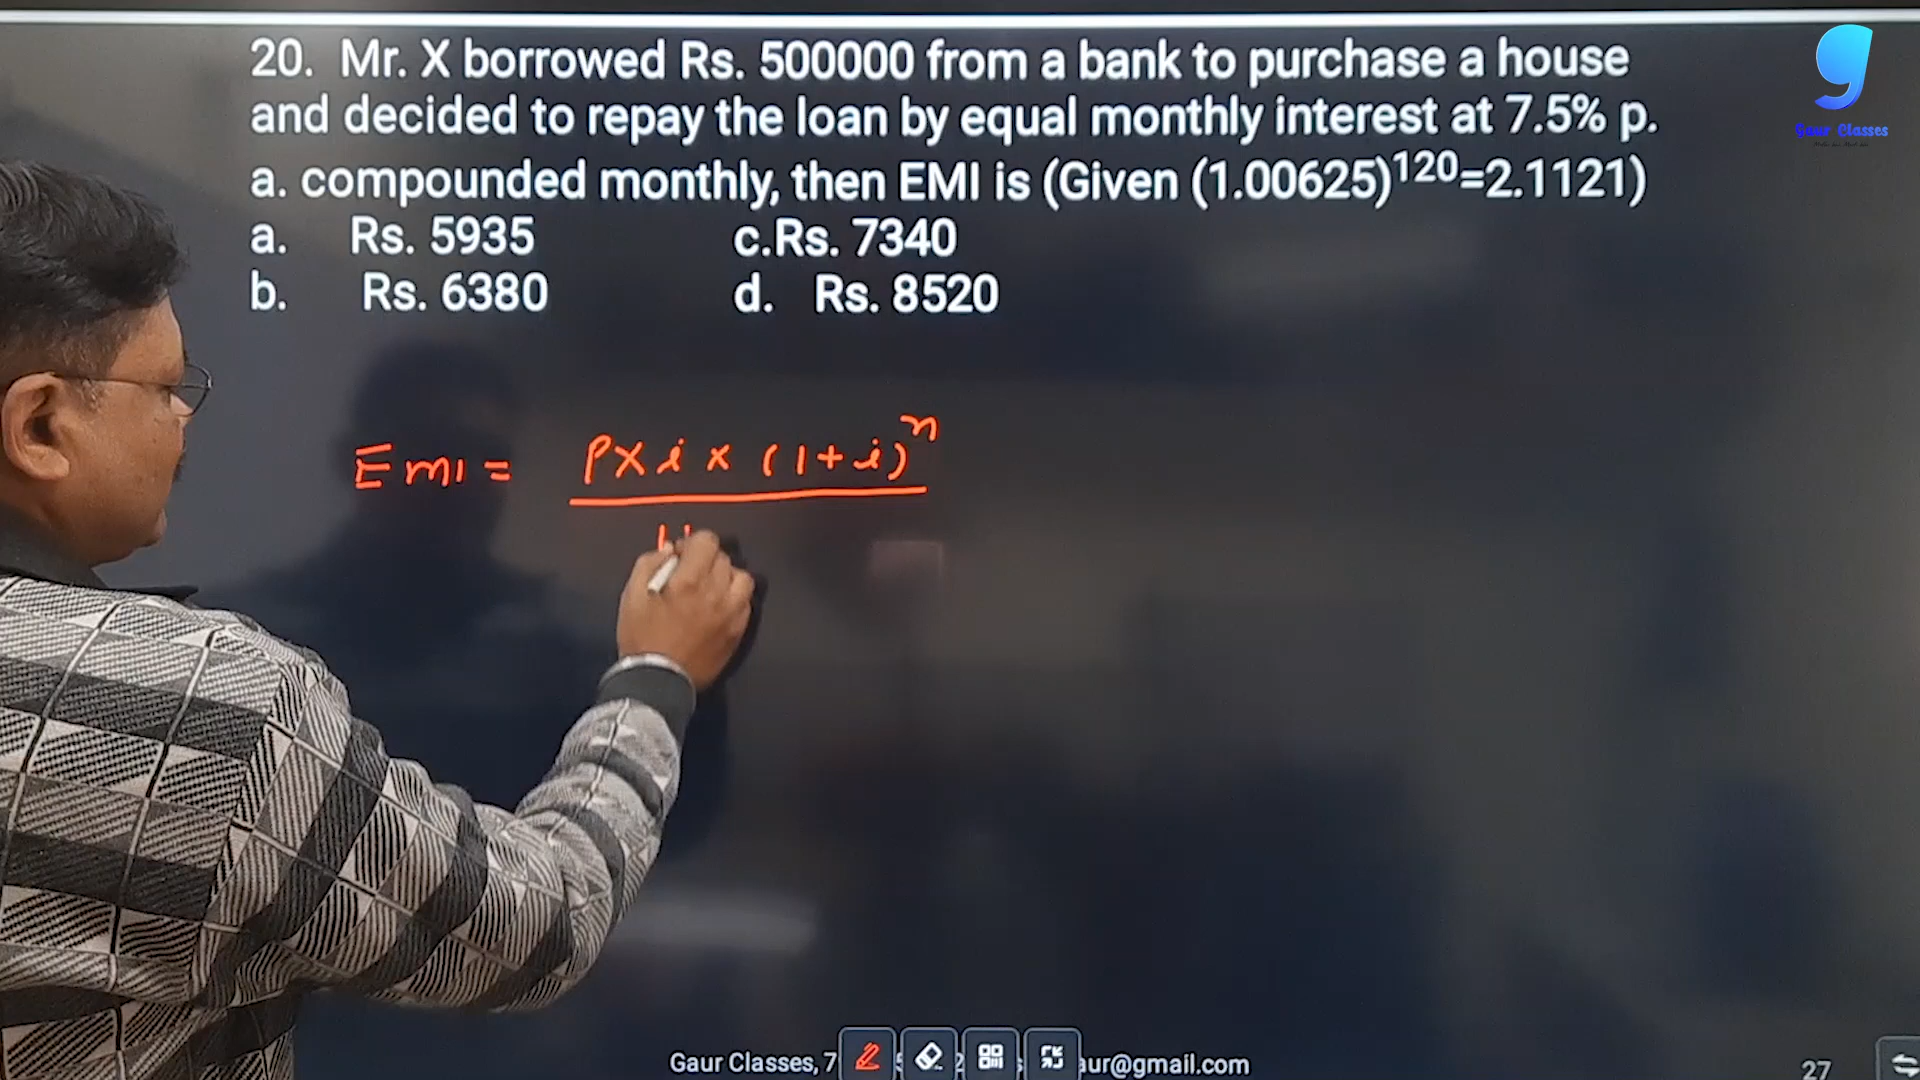 20. Mr. X borrowed Rs. 500000 from a bank to purchase a house
and decided to repay the loan by equal monthly interest at 7.5% p.
a. compounded monthly, then EMI is (Given (1.00625)¹²⁰=2.1121)
a. Rs. 5935 c.Rs. 7340
b. Rs. 6380 d. Rs. 8520
Gaur Classes
EMI = P×i×(1+i)ⁿ
Gaur Classes, 7 aur@gmail.com
27